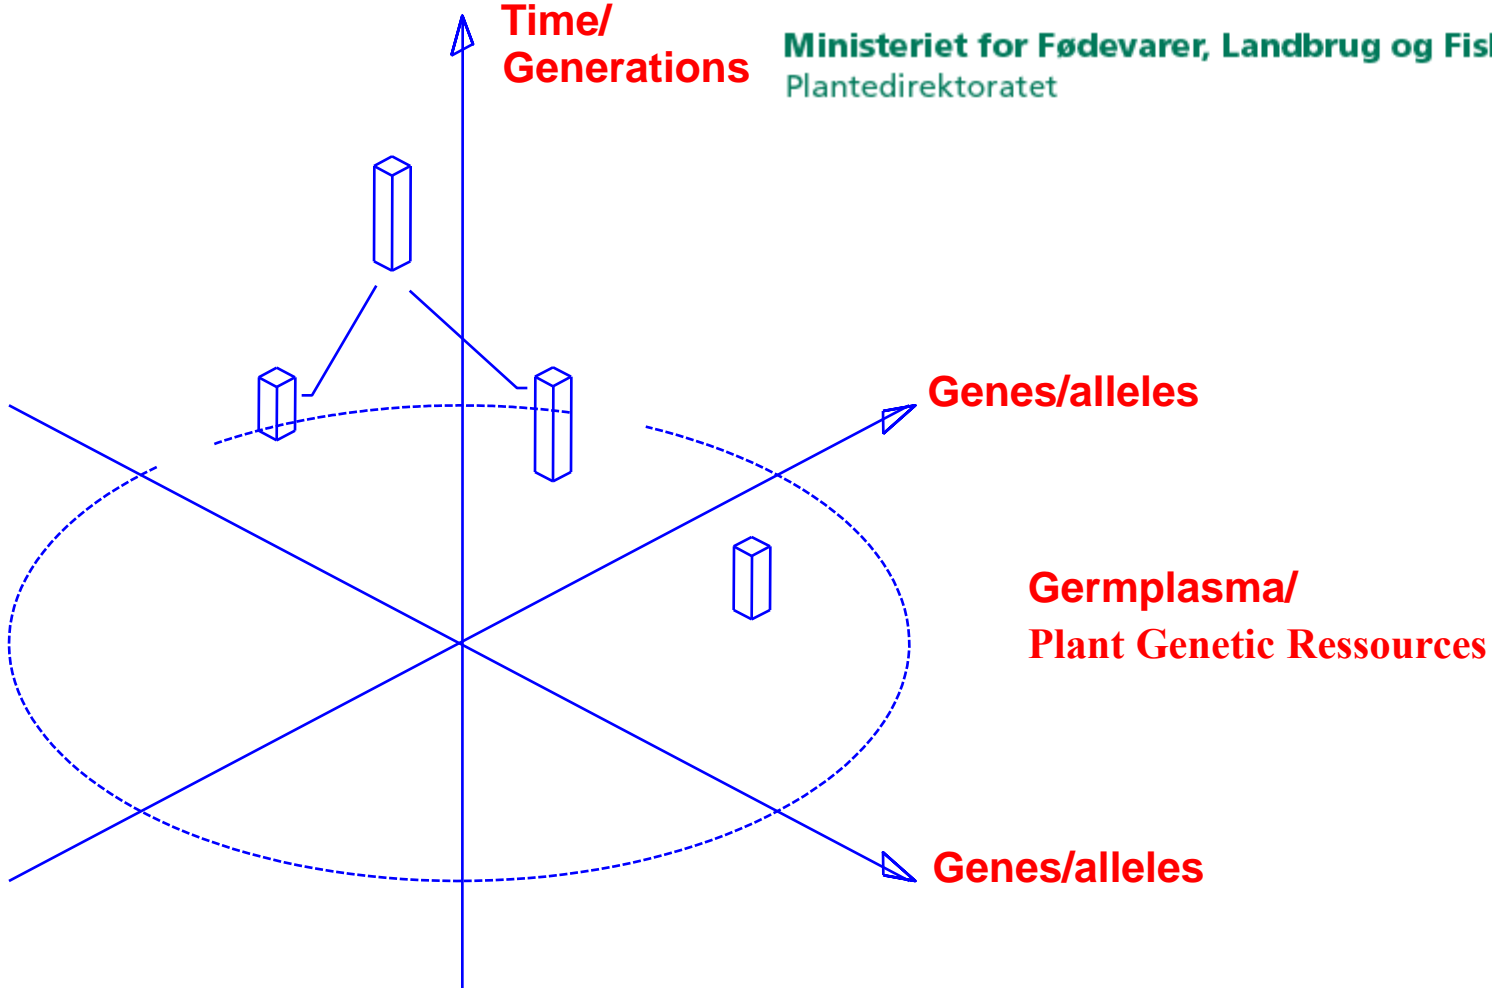 Time/
Generations
Ministeriet for Fødevarer, Landbrug og Fis
Plantedirektoratet
Genes/alleles
Germplasma/
Plant Genetic Ressources
Genes/alleles